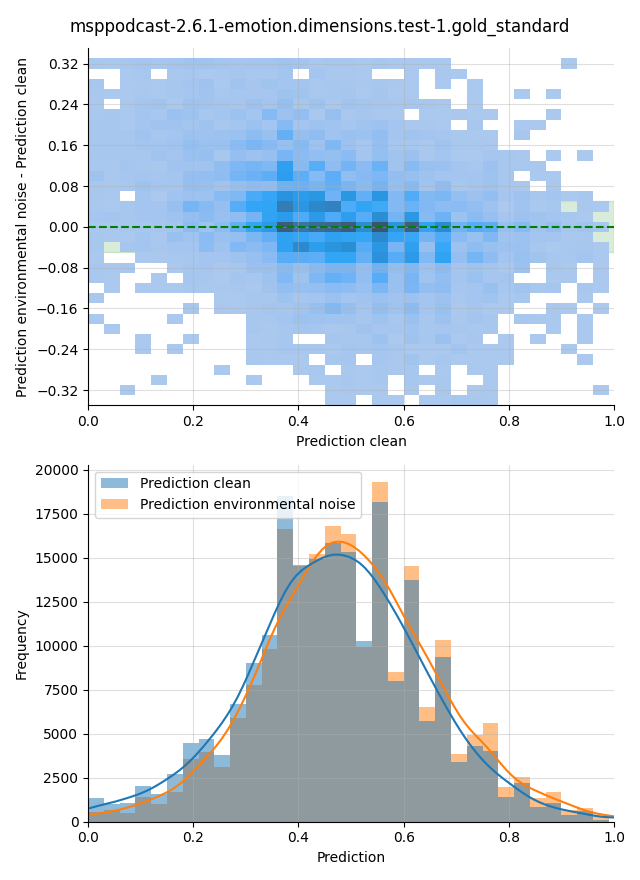 msppodcast-2.6.1-emotion.dimensions.test-1.gold_standard
Prediction environmental noise - Prediction clean
0.32
0.24
0.16
0.08
0.00
−0.08
−0.16
−0.24
−0.32
0.0 0.2 0.4 0.6 0.8 1.0
Prediction clean
Frequency
20000
17500
15000
12500
10000
7500
5000
2500
0
Prediction clean
Prediction environmental noise
0.0 0.2 0.4 0.6 0.8 1.0
Prediction